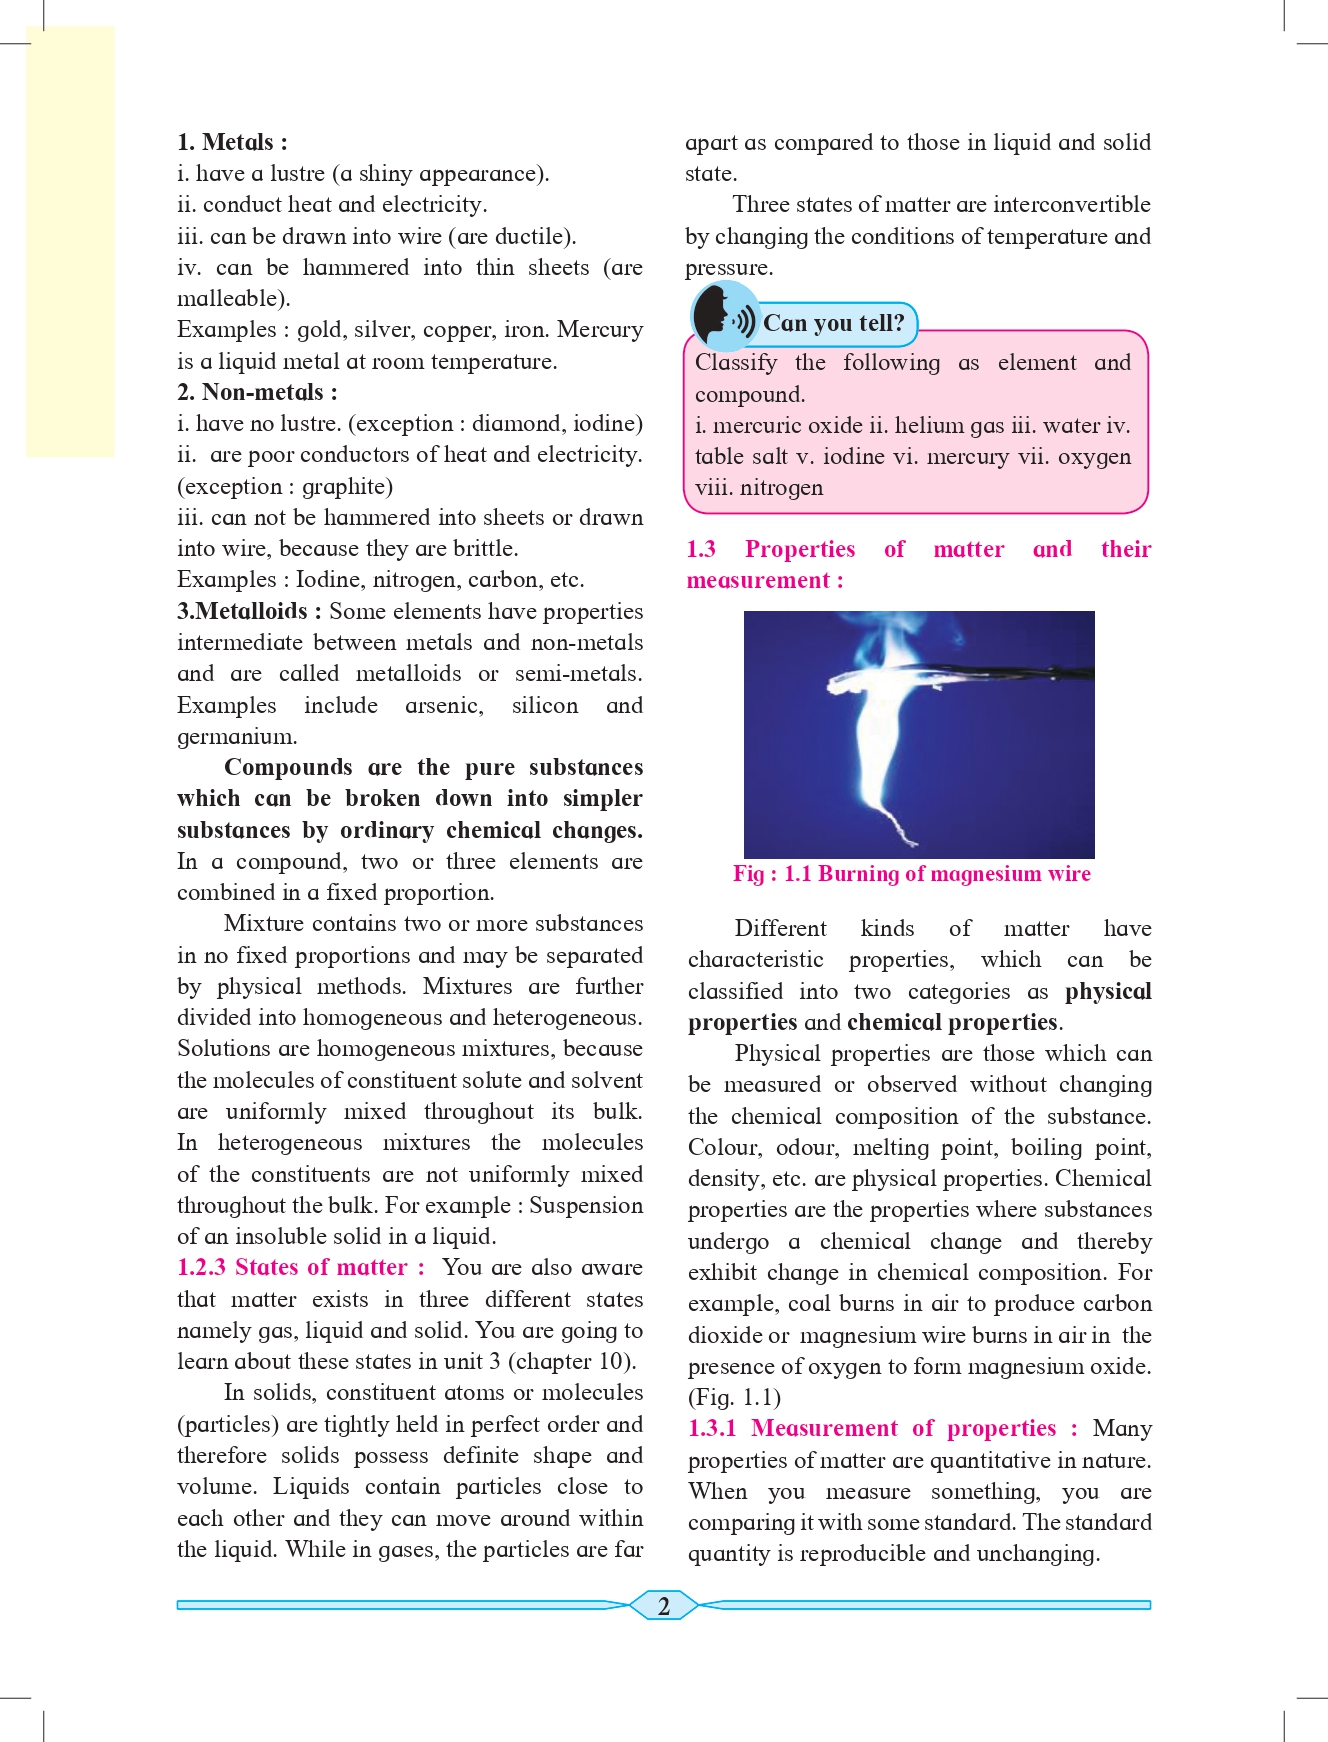 1. Metals :
i. have a lustre (a shiny appearance).
ii. conduct heat and electricity.
iii. can be drawn into wire (are ductile).
iv. can be hammered into thin sheets (are
malleable).
Examples : gold, silver, copper, iron. Mercury
is a liquid metal at room temperature.
2. Non-metals :
i. have no lustre. (exception : diamond, iodine)
ii. are poor conductors of heat and electricity.
(exception : graphite)
iii. can not be hammered into sheets or drawn
into wire, because they are brittle.
Examples : Iodine, nitrogen, carbon, etc.
3.Metalloids : Some elements have properties
intermediate between metals and non-metals
and are called metalloids or semi-metals.
Examples include arsenic, silicon and
germanium.
Compounds are the pure substances
which can be broken down into simpler
substances by ordinary chemical changes.
In a compound, two or three elements are
combined in a fixed proportion.
Mixture contains two or more substances
in no fixed proportions and may be separated
by physical methods. Mixtures are further
divided into homogeneous and heterogeneous.
Solutions are homogeneous mixtures, because
the molecules of constituent solute and solvent
are uniformly mixed throughout its bulk.
In heterogeneous mixtures the molecules
of the constituents are not uniformly mixed
throughout the bulk. For example : Suspension
of an insoluble solid in a liquid.
1.2.3 States of matter : You are also aware
that matter exists in three different states
namely gas, liquid and solid. You are going to
learn about these states in unit 3 (chapter 10).
In solids, constituent atoms or molecules
(particles) are tightly held in perfect order and
therefore solids possess definite shape and
volume. Liquids contain particles close to
each other and they can move around within
the liquid. While in gases, the particles are far
apart as compared to those in liquid and solid
state.
Three states of matter are interconvertible
by changing the conditions of temperature and
pressure.
Can you tell?
Classify the following as element and
compound.
i. mercuric oxide ii. helium gas iii. water iv.
table salt v. iodine vi. mercury vii. oxygen
viii. nitrogen
1.3 Properties of matter and their
measurement :
Fig : 1.1 Burning of magnesium wire
Different kinds of matter have
characteristic properties, which can be
classified into two categories as physical
properties and chemical properties.
Physical properties are those which can
be measured or observed without changing
the chemical composition of the substance.
Colour, odour, melting point, boiling point,
density, etc. are physical properties. Chemical
properties are the properties where substances
undergo a chemical change and thereby
exhibit change in chemical composition. For
example, coal burns in air to produce carbon
dioxide or magnesium wire burns in air in the
presence of oxygen to form magnesium oxide.
(Fig. 1.1)
1.3.1 Measurement of properties : Many
properties of matter are quantitative in nature.
When you measure something, you are
comparing it with some standard. The standard
quantity is reproducible and unchanging.
2